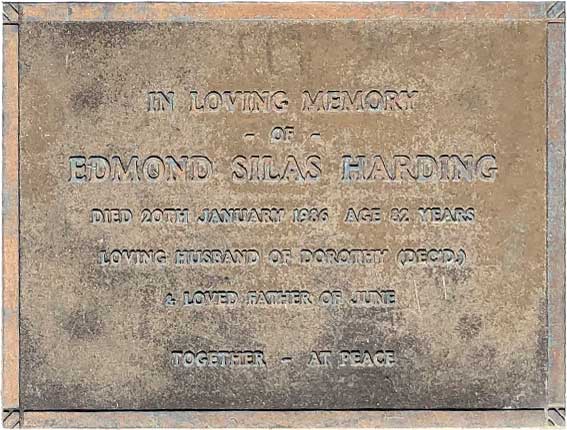 IN LOVING MEMORY
- OF -
EDMOND SILAS HARDING
DIED 20TH JANUARY 1986 AGE 82 YEARS
LOVING HUSBAND OF DOROTHY (DEC'D.)
& LOVED FATHER OF JUNE
TOGETHER - AT PEACE